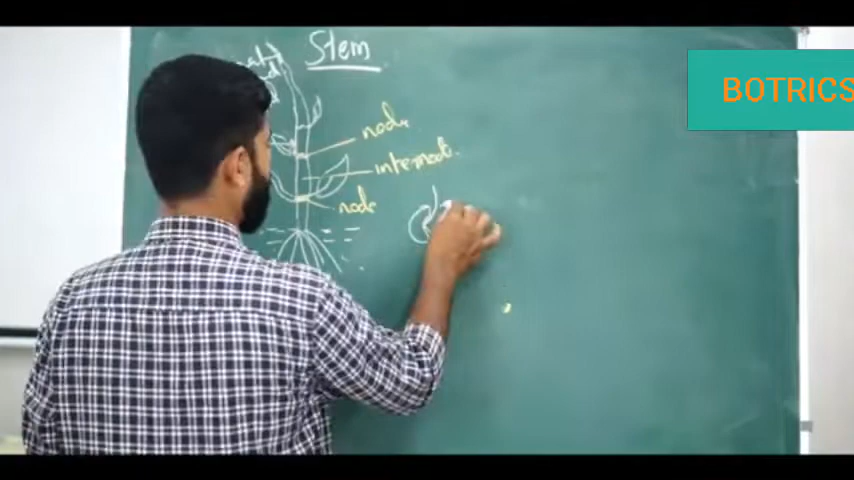 Stem
BOTRICS
node
internode
node